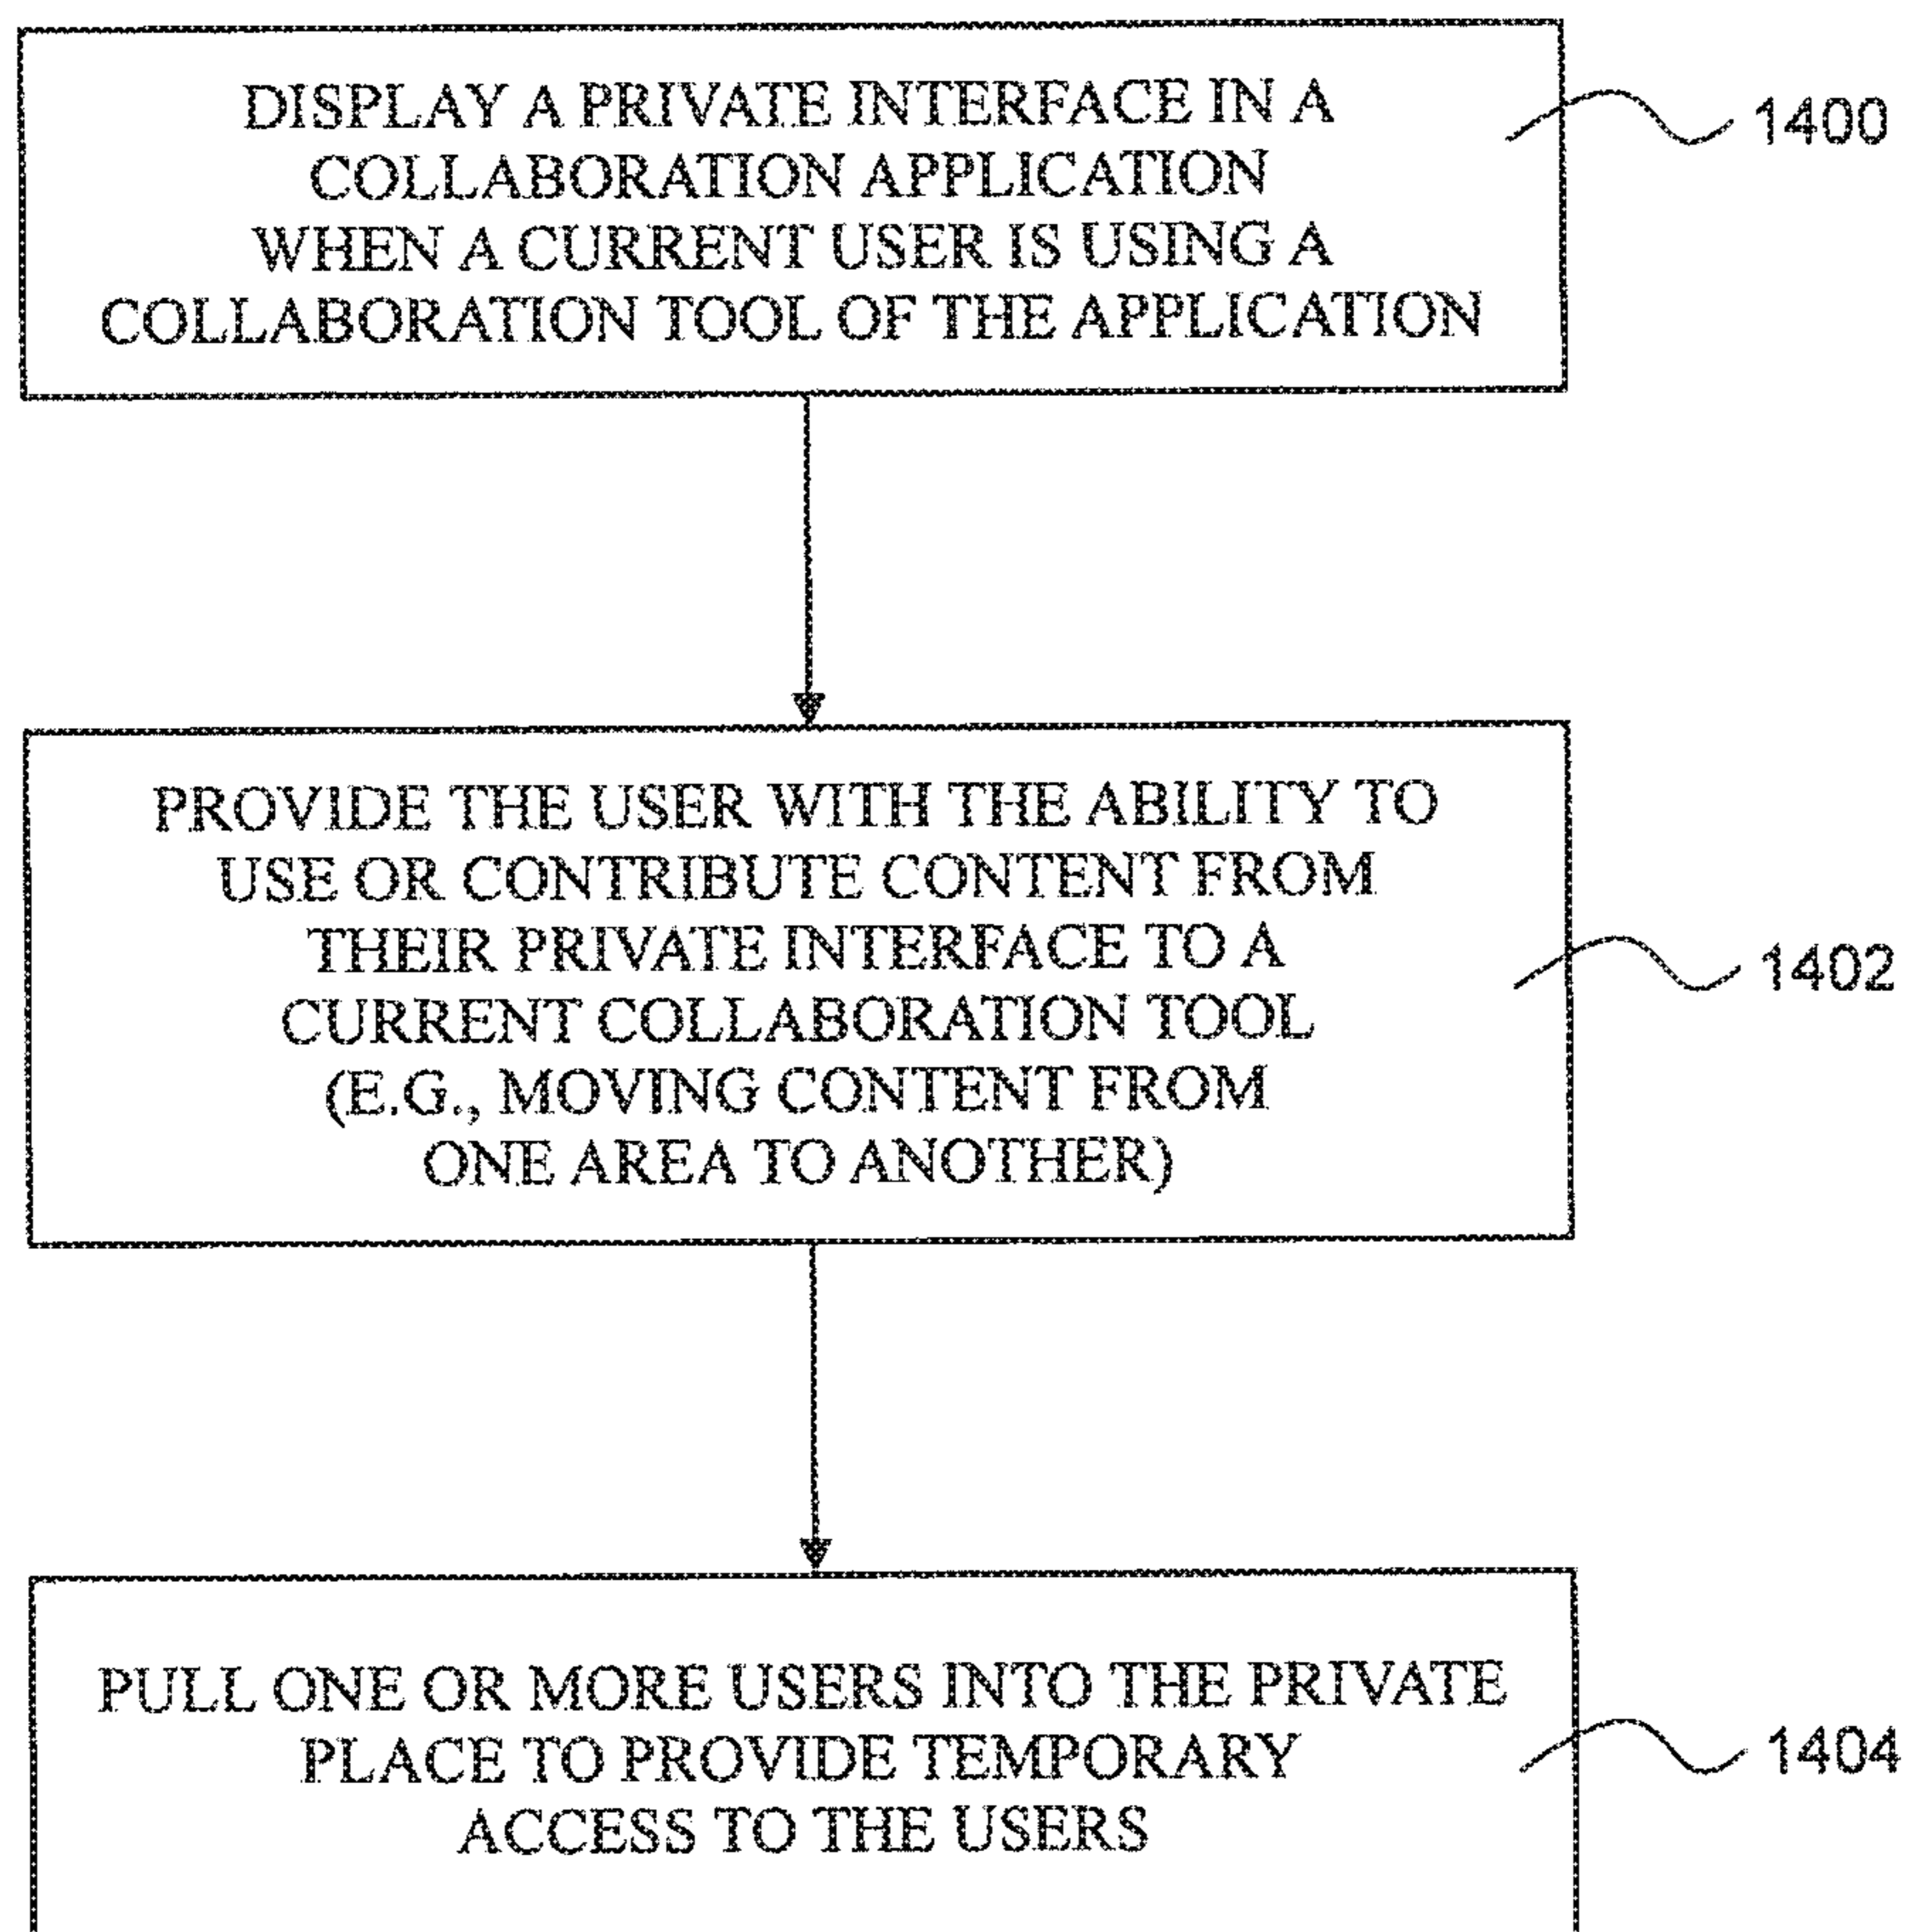 DISPLAY A PRIVATE INTERFACE IN A
COLLABORATION APPLICATION
WHEN A CURRENT USER IS USING A
COLLABORATION TOOL OF THE APPLICATION
1400
PROVIDE THE USER WITH THE ABILITY TO
USE OR CONTRIBUTE CONTENT FROM
THEIR PRIVATE INTERFACE TO A
CURRENT COLLABORATION TOOL
(E.G., MOVING CONTENT FROM
ONE AREA TO ANOTHER)
1402
PULL ONE OR MORE USERS INTO THE PRIVATE
PLACE TO PROVIDE TEMPORARY
ACCESS TO THE USERS
1404